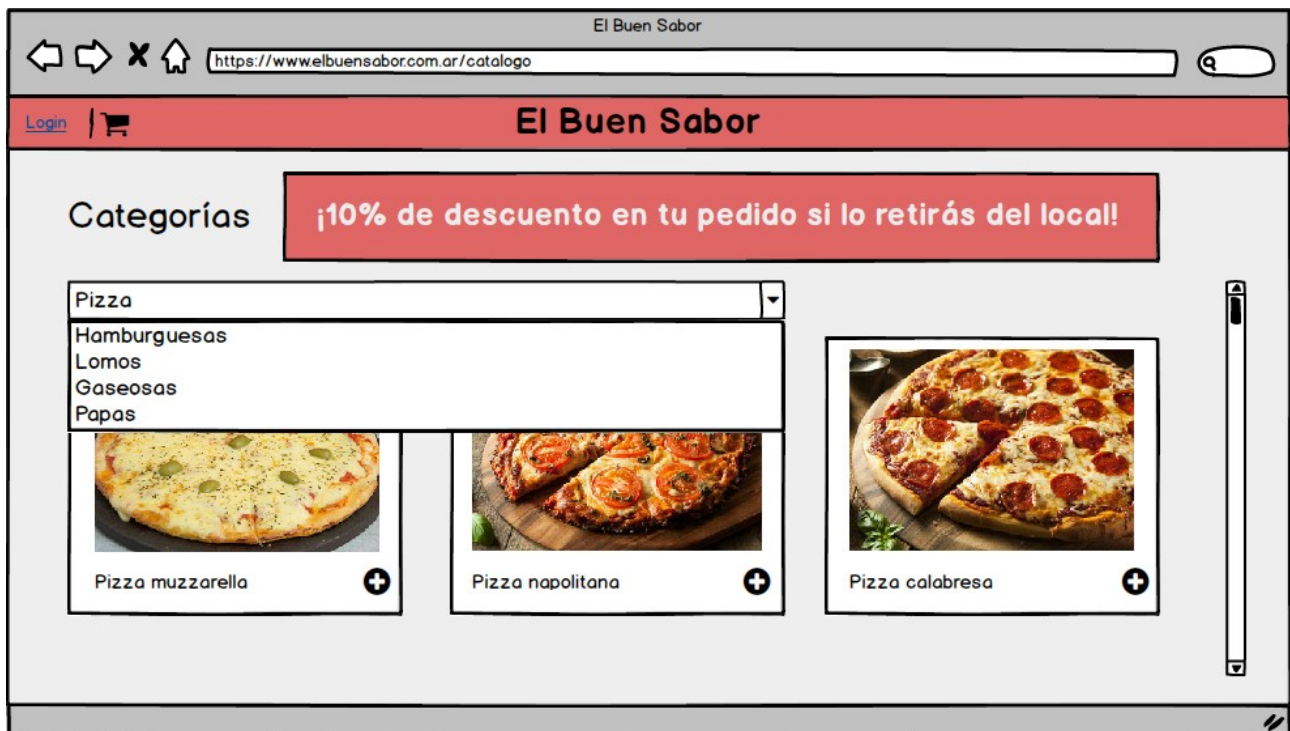 El Buen Sabor
https://www.elbuensabor.com.ar/catalogo
Login
El Buen Sabor
Categorías
¡10% de descuento en tu pedido si lo retirás del local!
Pizza
Hamburguesas
Lomos
Gaseosas
Papas
Pizza muzzarella
Pizza napolitana
Pizza calabresa